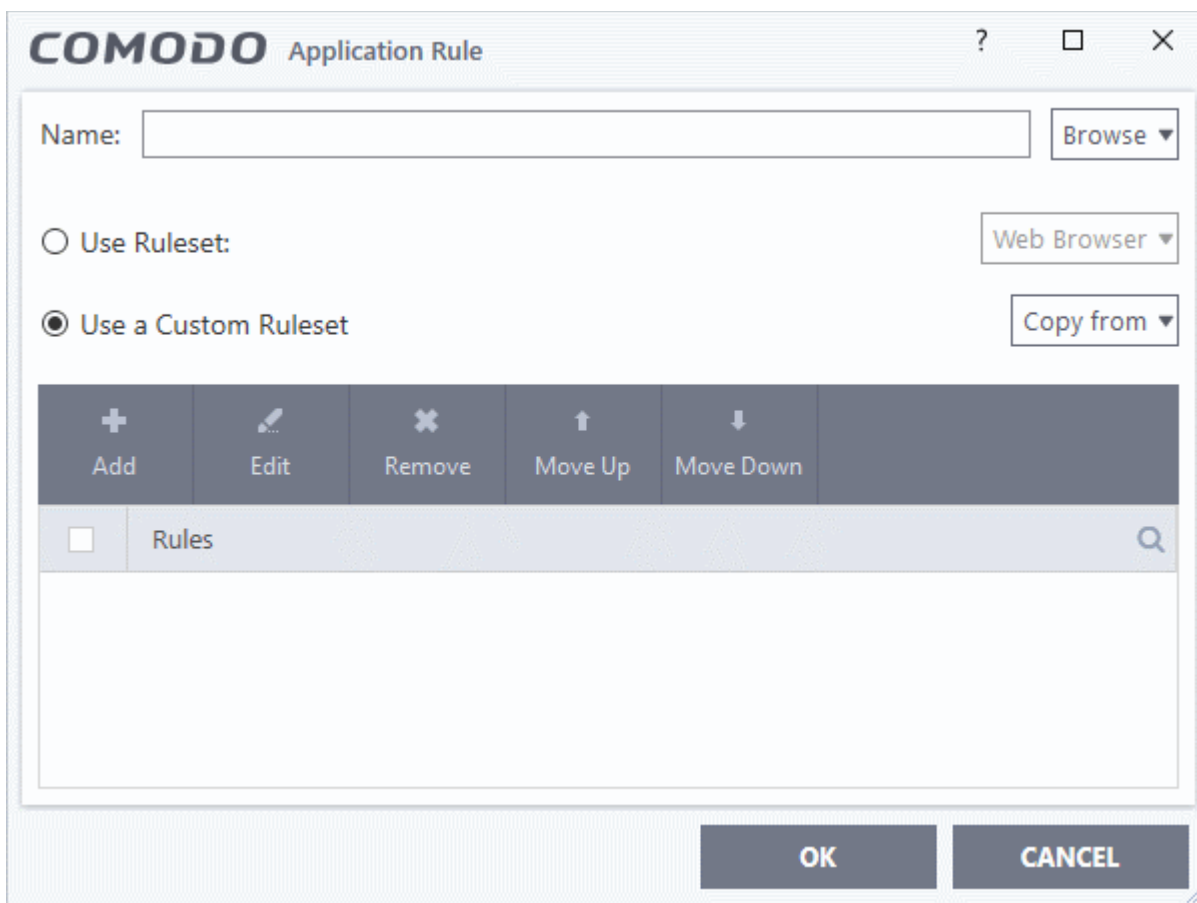 COMODO Application Rule ?
Name: Browse
Use Ruleset: Web Browser
Use a Custom Ruleset Copy from
Add Edit Remove Move Up Move Down
Rules
OK CANCEL